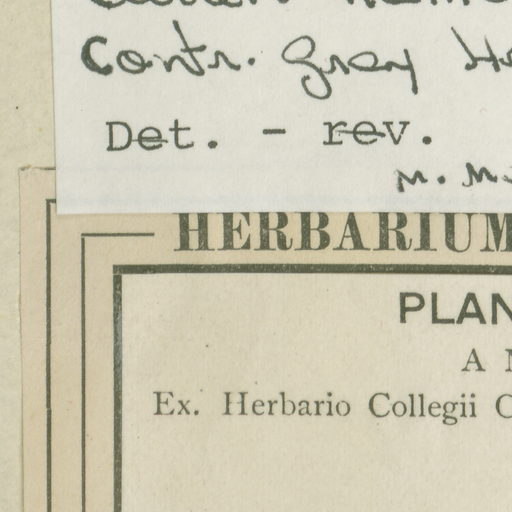 Contr. Gray
Det. - rev.
M.
HERBARIUM
PLAN
A
Ex. Herbario Collegii